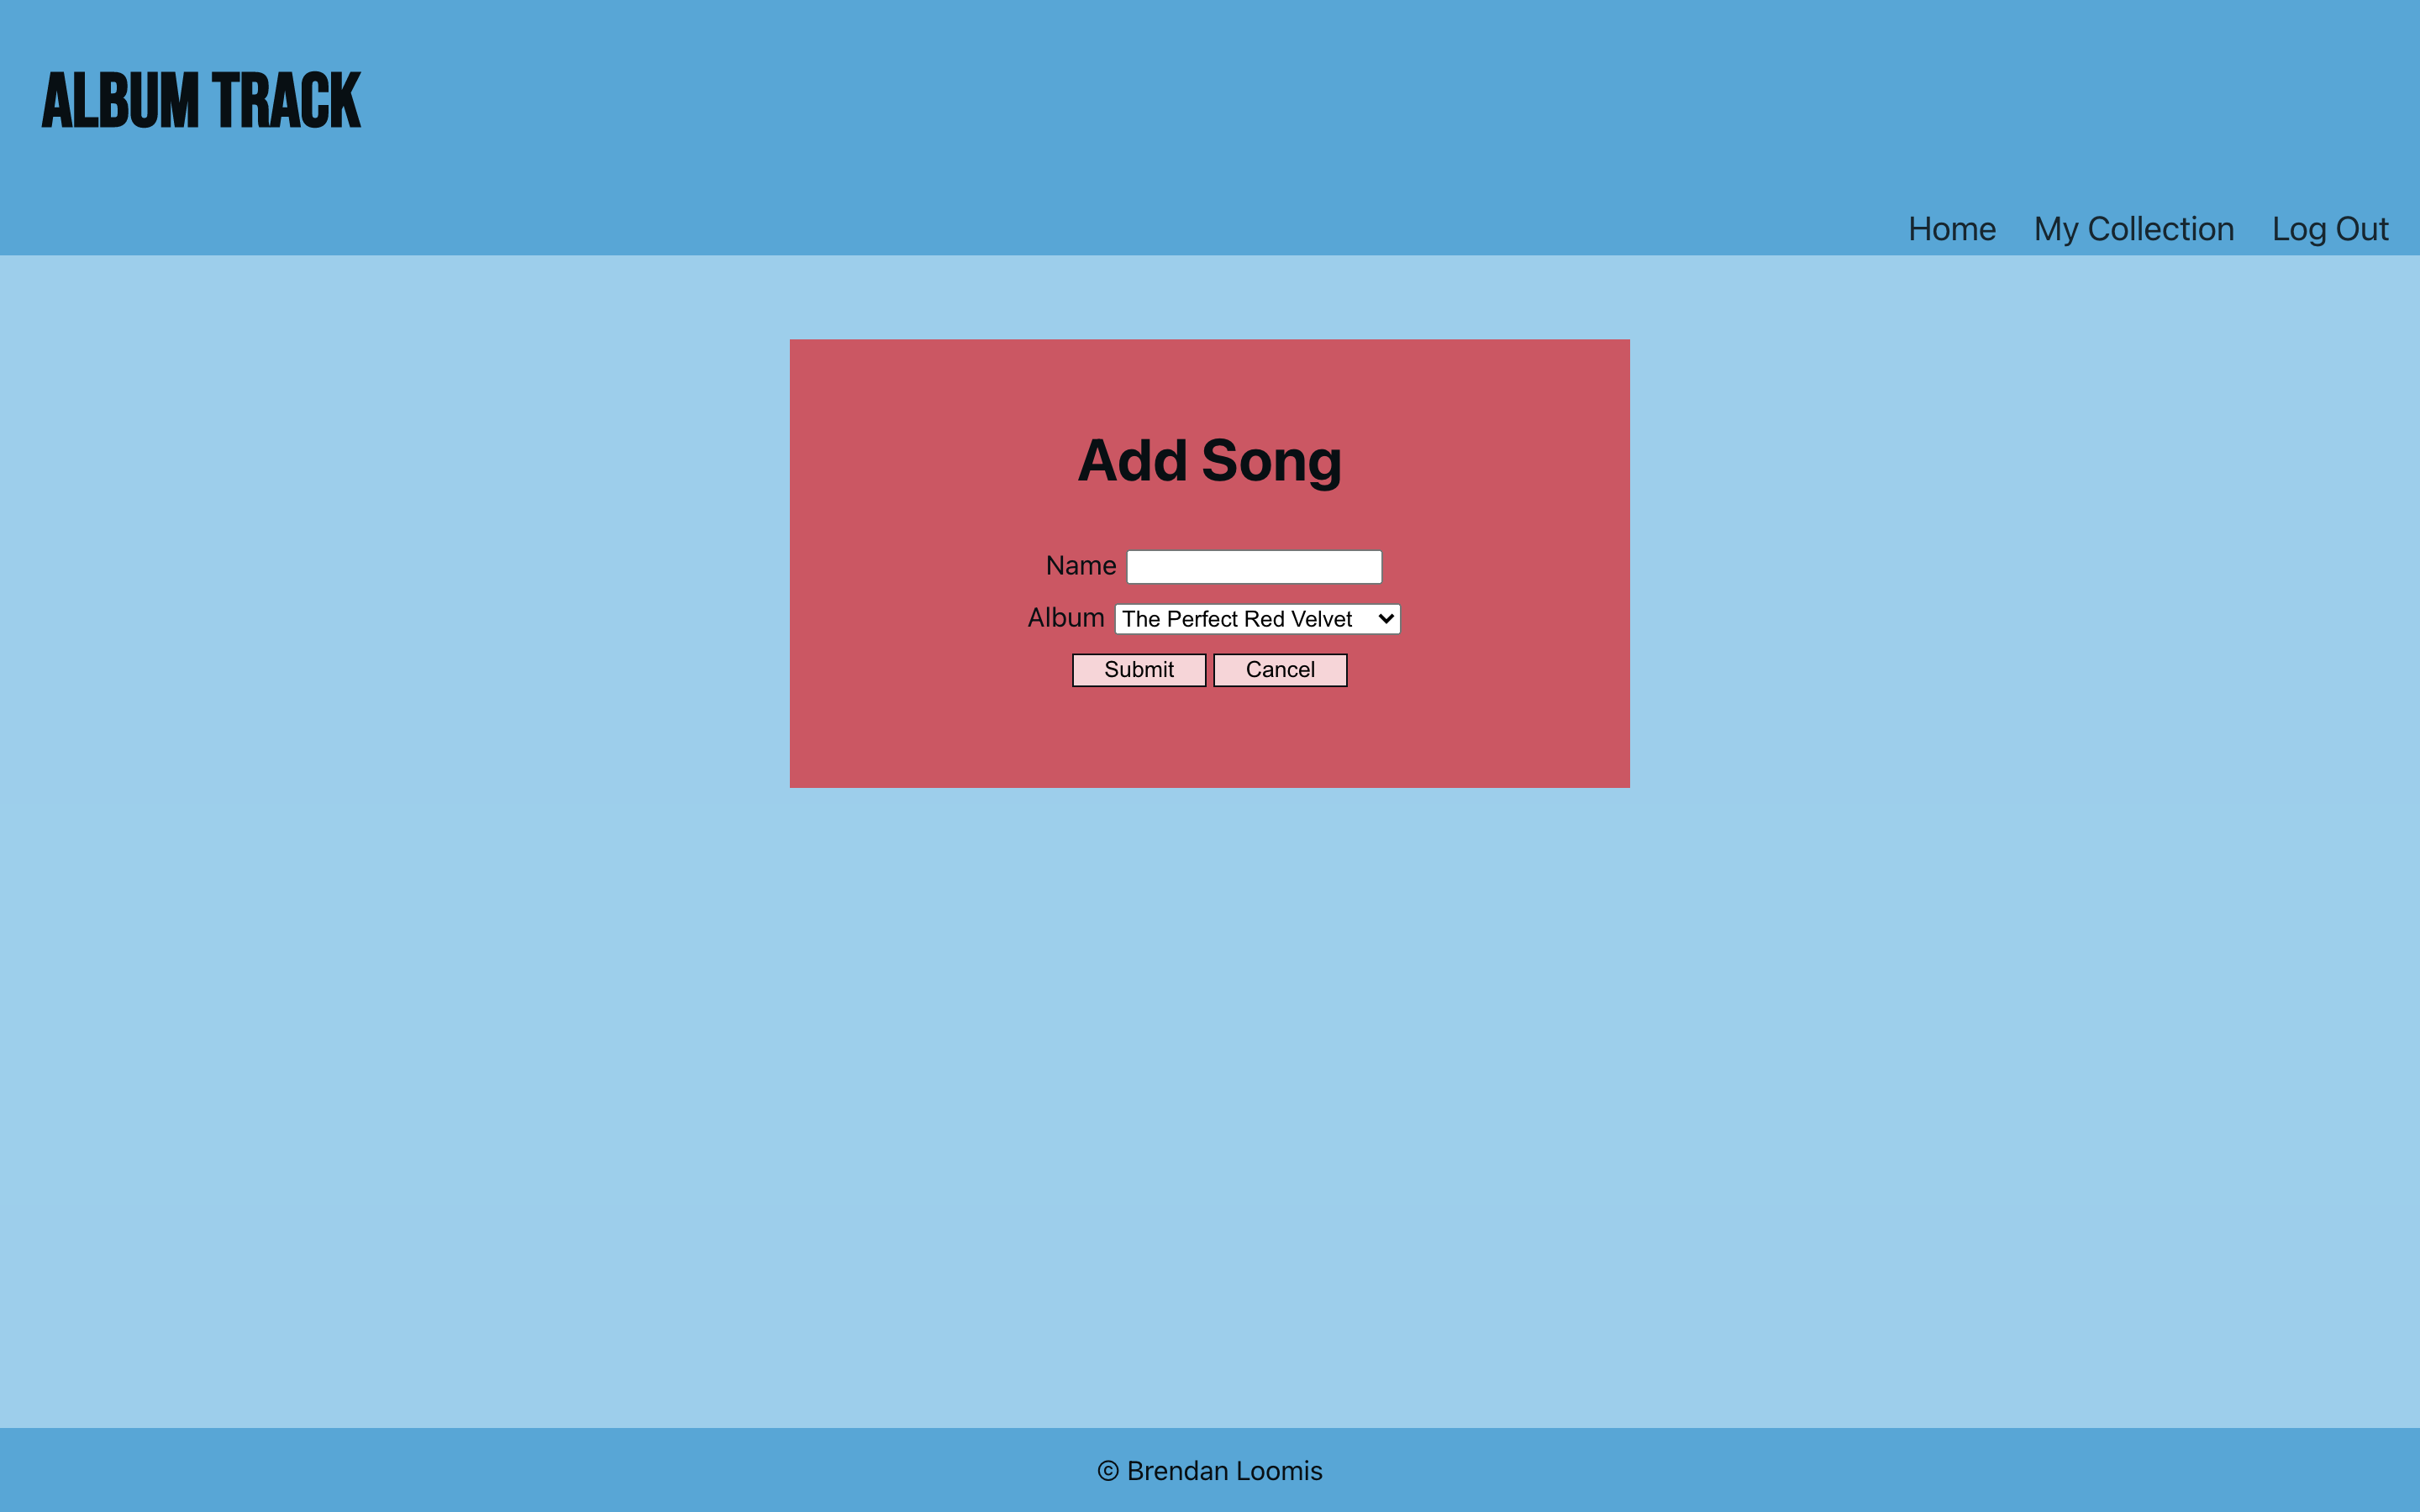 ALBUM TRACK
Home My Collection Log Out
Add Song
Name
Album The Perfect Red Velvet
Submit Cancel
© Brendan Loomis